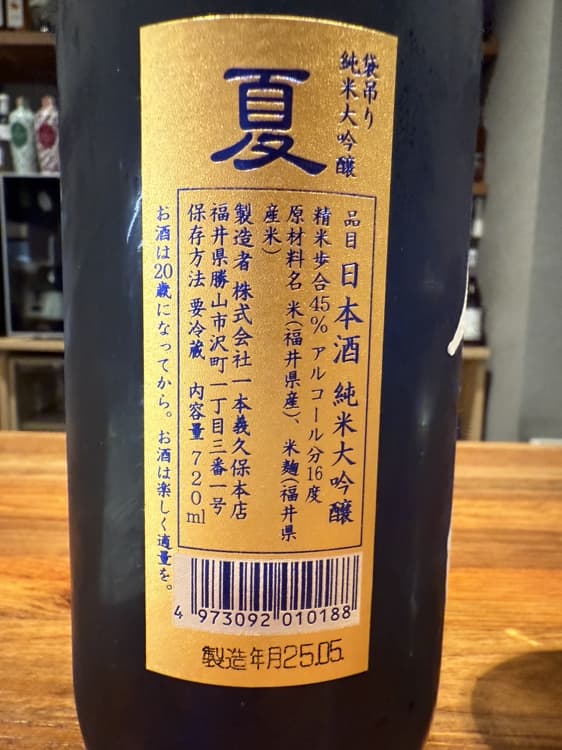 袋吊り
純米大吟醸
夏
品目 日本酒 純米大吟醸
精米歩合45% アルコール分16度
原材料名 米(福井県産)、米麹(福井県
産米)
製造者 株式会社一本義久保本店
福井県勝山市沢町一丁目三番一号
保存方法 要冷蔵 内容量 720ml
お酒は20歳になってから。お酒は楽しく適量を。
4 973092 010188
製造年月25.05